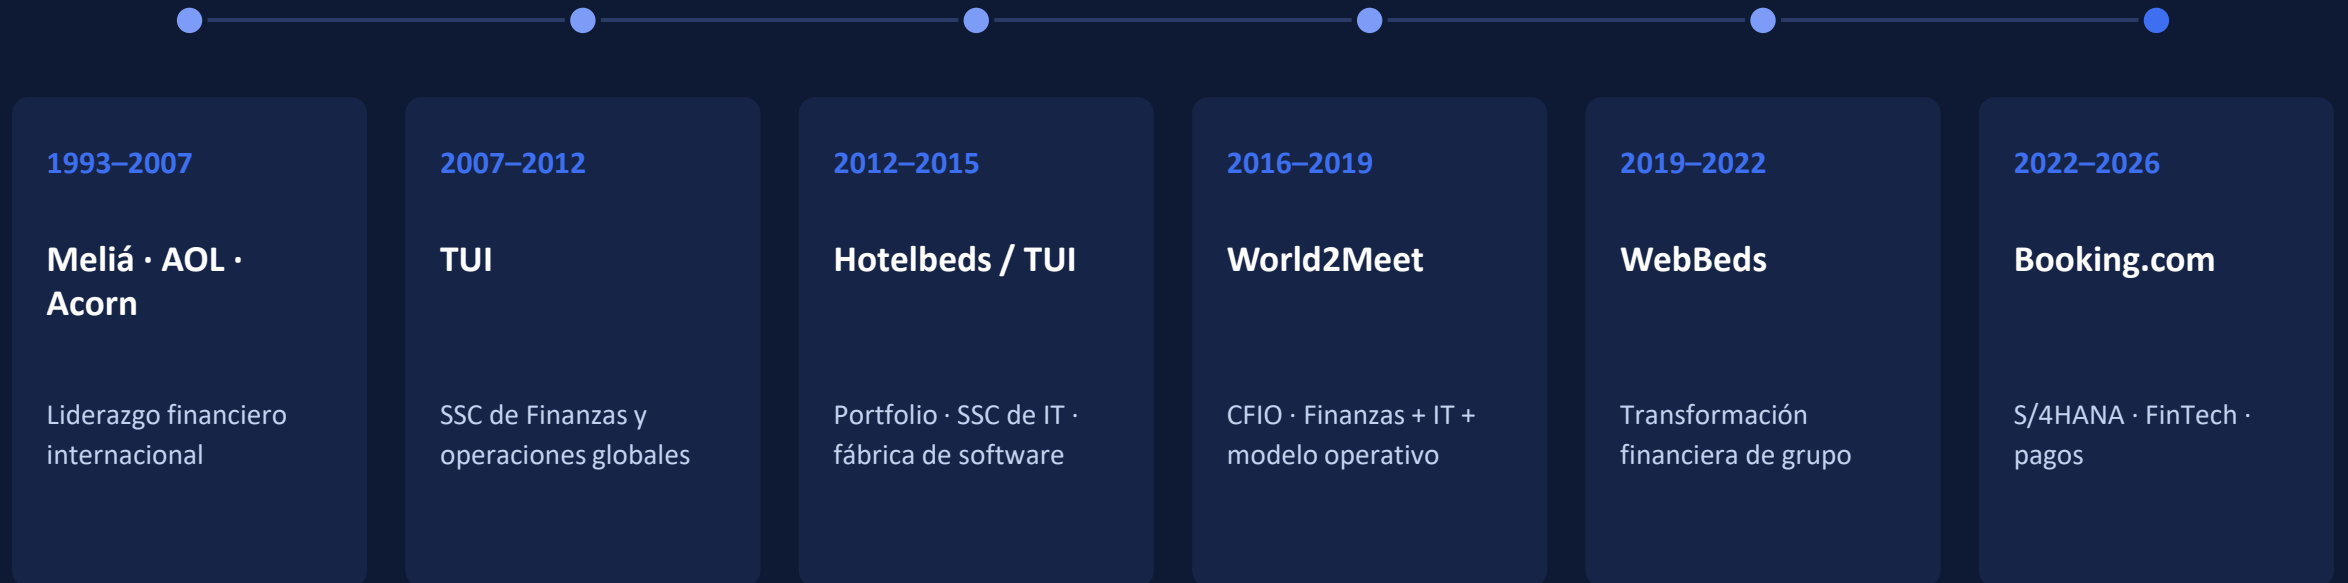 1993–2007
Meliá · AOL ·
Acorn
Liderazgo financiero
internacional
2007–2012
TUI
SSC de Finanzas y
operaciones globales
2012–2015
Hotelbeds / TUI
Portfolio · SSC de IT ·
fábrica de software
2016–2019
World2Meet
CFIO · Finanzas + IT +
modelo operativo
2019–2022
WebBeds
Transformación
financiera de grupo
2022–2026
Booking.com
S/4HANA · FinTech ·
pagos